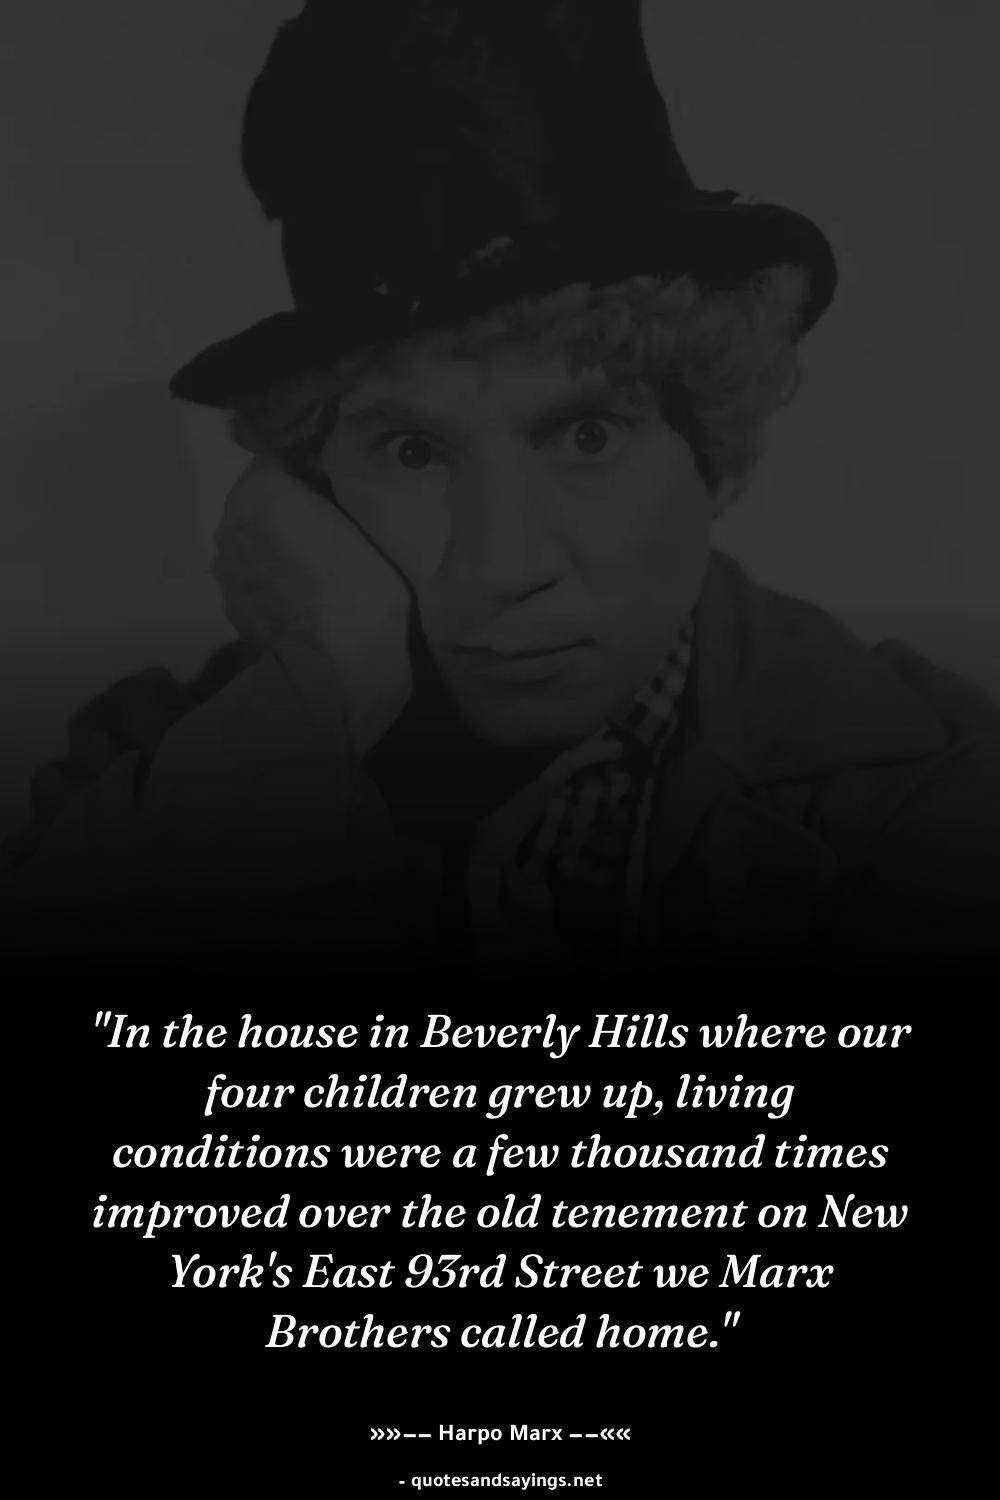 "In the house in Beverly Hills where our
four children grew up, living
conditions were a few thousand times
improved over the old tenement on New
York's East 93rd Street we Marx
Brothers called home."
»»−− Harpo Marx −−««
- quotesandsayings.net